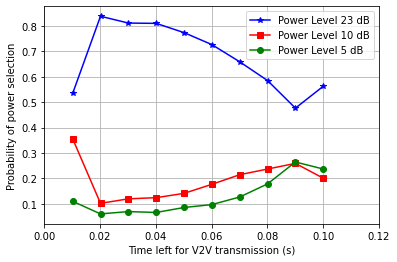 Power Level 23 dB
Power Level 10 dB
Power Level 5 dB
Probability of power selection
0.8
0.7
0.6
0.5
0.4
0.3
0.2
0.1
0.00 0.02 0.04 0.06 0.08 0.10 0.12
Time left for V2V transmission (s)